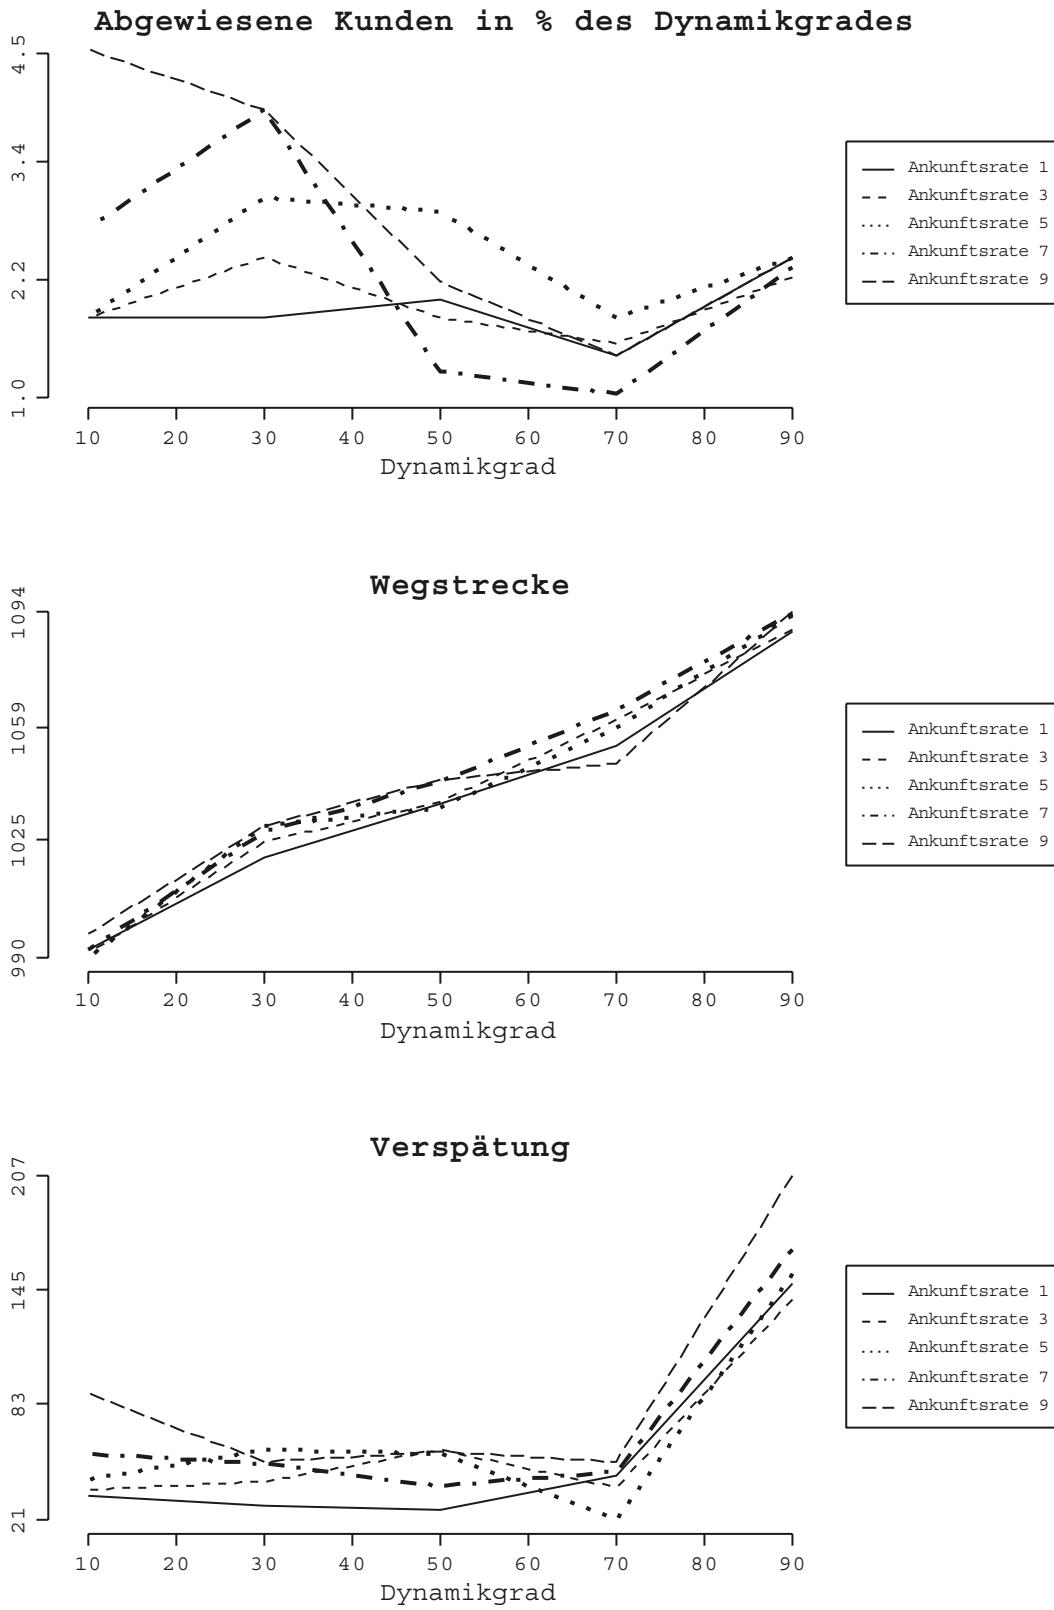 Abgewiesene Kunden in % des Dynamikgrades
4.5
3.4
2.2
1.0
10 20 30 40 50 60 70 80 90
Dynamikgrad
Ankunftsrate 1
Ankunftsrate 3
Ankunftsrate 5
Ankunftsrate 7
Ankunftsrate 9
Wegstrecke
1094
1059
1025
990
10 20 30 40 50 60 70 80 90
Dynamikgrad
Ankunftsrate 1
Ankunftsrate 3
Ankunftsrate 5
Ankunftsrate 7
Ankunftsrate 9
Verspätung
207
145
83
21
10 20 30 40 50 60 70 80 90
Dynamikgrad
Ankunftsrate 1
Ankunftsrate 3
Ankunftsrate 5
Ankunftsrate 7
Ankunftsrate 9